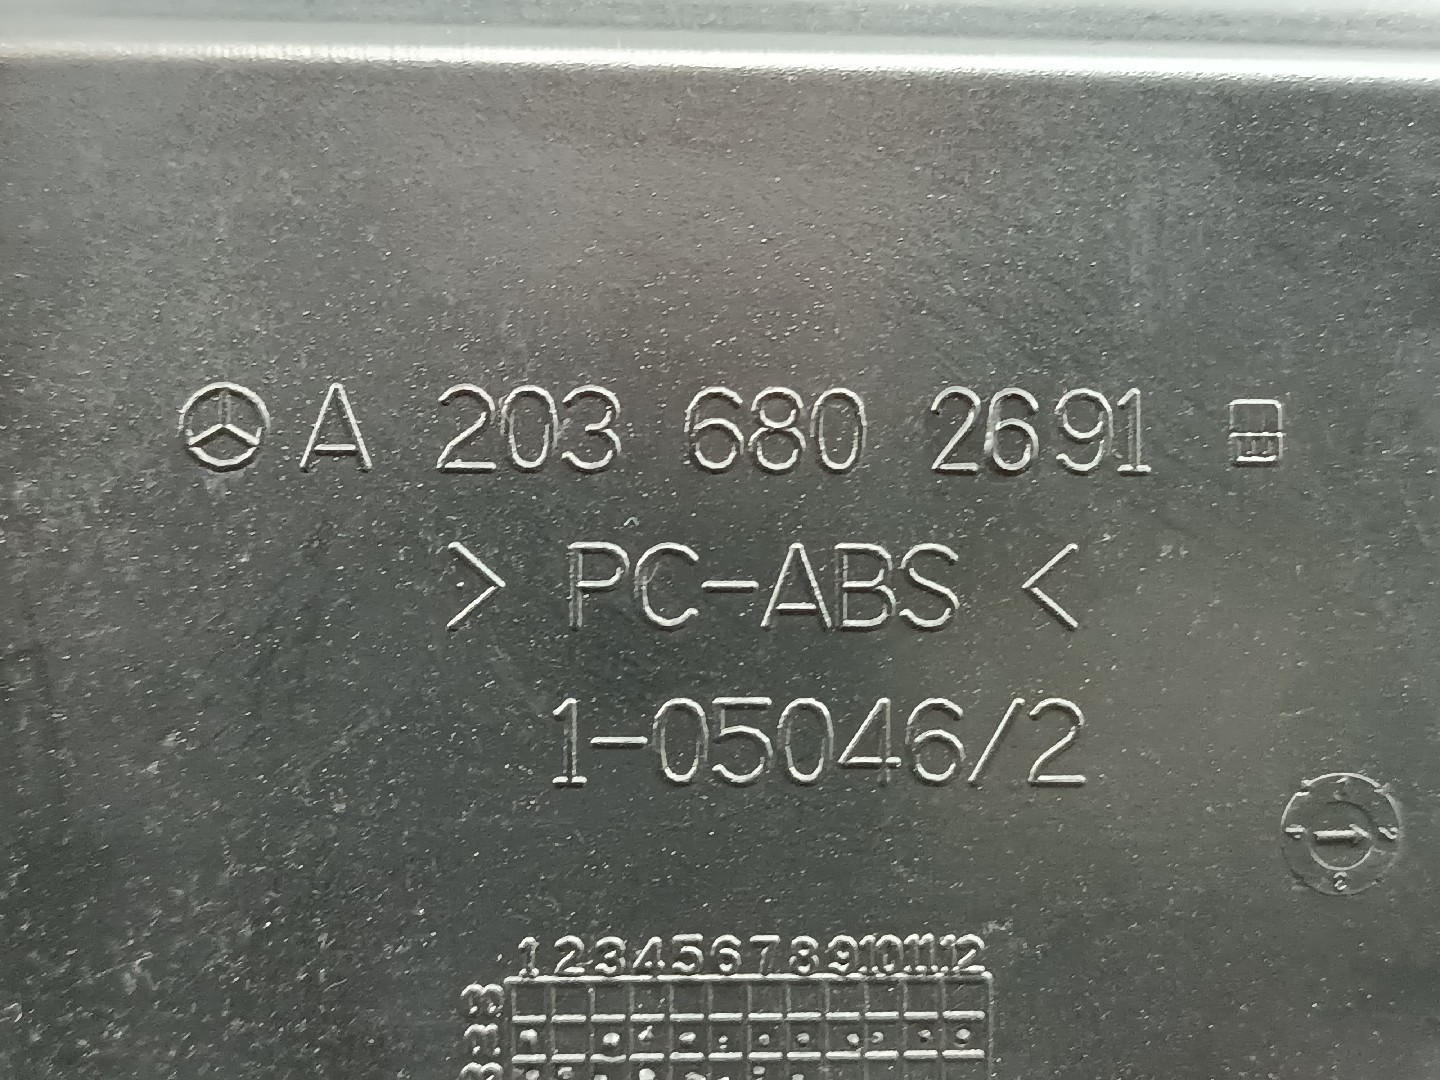 A 203 680 2691
> PC-ABS <
1-05046/2
1 2 3 4 5 6 7 8 9 10 11 12